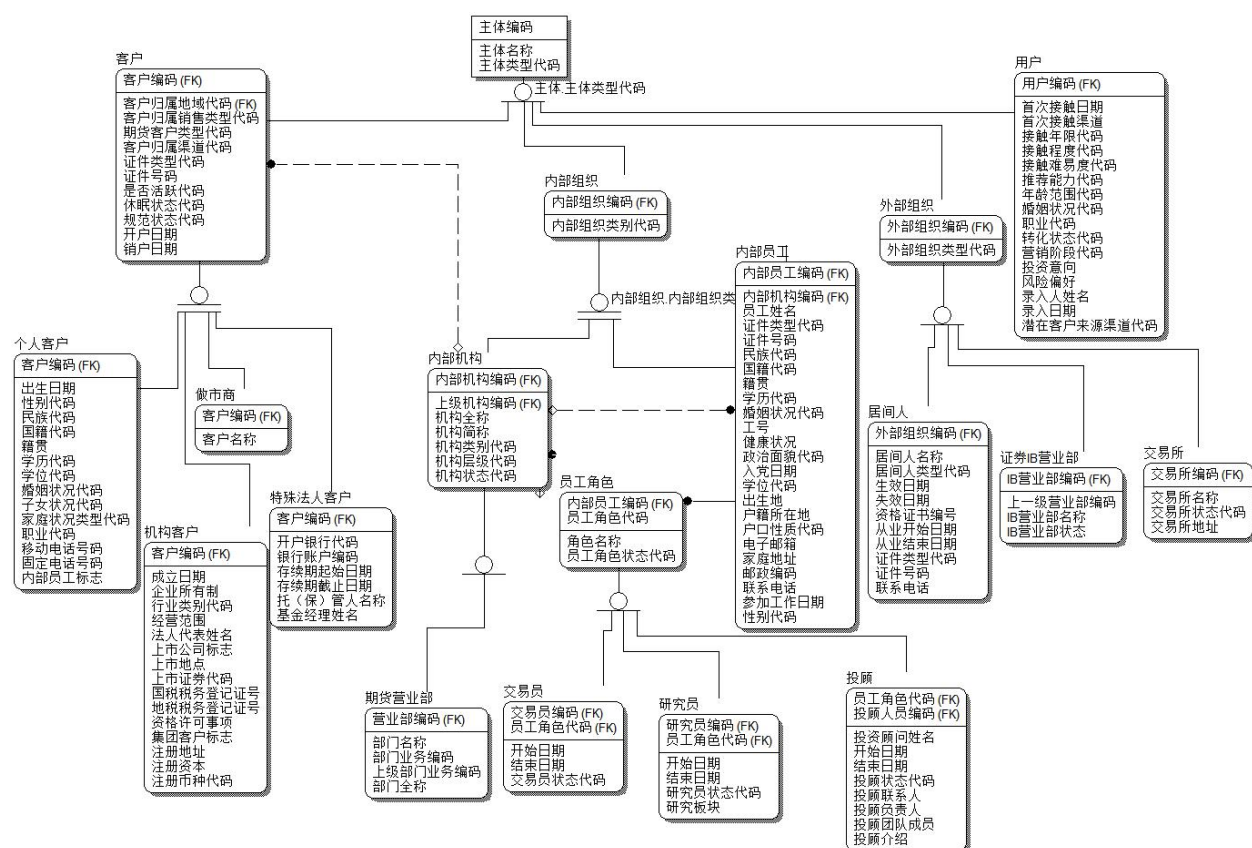 主体编码
主体名称
主体类型代码
主体.主体类型代码
客户
客户编码 (FK)
客户归属地域代码 (FK)
客户归属销售类型代码
期货客户类型代码
客户归属渠道代码
证件类型代码
证件号码
是否活跃代码
休眠状态代码
规范状态代码
开户日期
销户日期
用户
用户编码 (FK)
首次接触日期
首次接触渠道
接触年限代码
接触程度代码
接触难易度代码
推荐能力代码
年龄范围代码
婚姻状况代码
职业代码
转化状态代码
营销阶段代码
投资意向
风险偏好
录入人姓名
录入日期
潜在客户来源渠道代码
内部组织
内部组织编码 (FK)
内部组织类别代码
内部组织.内部组织类
外部组织
外部组织编码 (FK)
外部组织类型代码
内部员工
内部员工编码 (FK)
内部机构编码 (FK)
员工姓名
证件类型代码
证件号码
民族代码
国籍代码
籍贯
学历代码
婚姻状况代码
工号
健康状况
政治面貌代码
入党日期
学位代码
出生地
户籍所在地
户口性质代码
电子邮箱
家庭地址
邮政编码
联系电话
参加工作日期
性别代码
内部机构
内部机构编码 (FK)
上级机构编码 (FK)
机构全称
机构简称
机构类别代码
机构层级代码
机构状态代码
个人客户
客户编码 (FK)
出生日期
性别代码
民族代码
国籍代码
籍贯
学历代码
学位代码
婚姻状况代码
子女状况代码
家庭状况类型代码
职业代码
移动电话号码
固定电话号码
内部员工标志
做市商
客户编码 (FK)
客户名称
机构客户
客户编码 (FK)
成立日期
企业所有制
行业类别代码
经营范围
法人代表姓名
上市公司标志
上市地点
上市证券代码
国税税务登记证号
地税税务登记证号
资格许可事项
集团客户标志
注册地址
注册资本
注册币种代码
特殊法人客户
客户编码 (FK)
开户银行代码
银行账户编码
存续期起始日期
存续期截止日期
托（保）管人名称
基金经理姓名
员工角色
内部员工编码 (FK)
员工角色代码
角色名称
员工角色状态代码
居间人
外部组织编码 (FK)
居间人名称
居间人类型代码
生效日期
失效日期
资格证书编号
从业开始日期
从业结束日期
证件类型代码
证件号码
联系电话
证券IB营业部
IB营业部编码 (FK)
上一级营业部编码
IB营业部名称
IB营业部状态
交易所
交易所编码 (FK)
交易所名称
交易所状态代码
交易所地址
期货营业部
营业部编码 (FK)
部门名称
部门业务编码
上级部门业务编码
部门全称
交易员
交易员编码 (FK)
员工角色代码 (FK)
开始日期
结束日期
交易员状态代码
研究员
研究员编码 (FK)
员工角色代码 (FK)
开始日期
结束日期
研究员状态代码
研究板块
投顾
员工角色代码 (FK)
投顾人员编码 (FK)
投资顾问姓名
开始日期
结束日期
投顾状态代码
投顾联系人
投顾负责人
投顾团队成员
投顾介绍